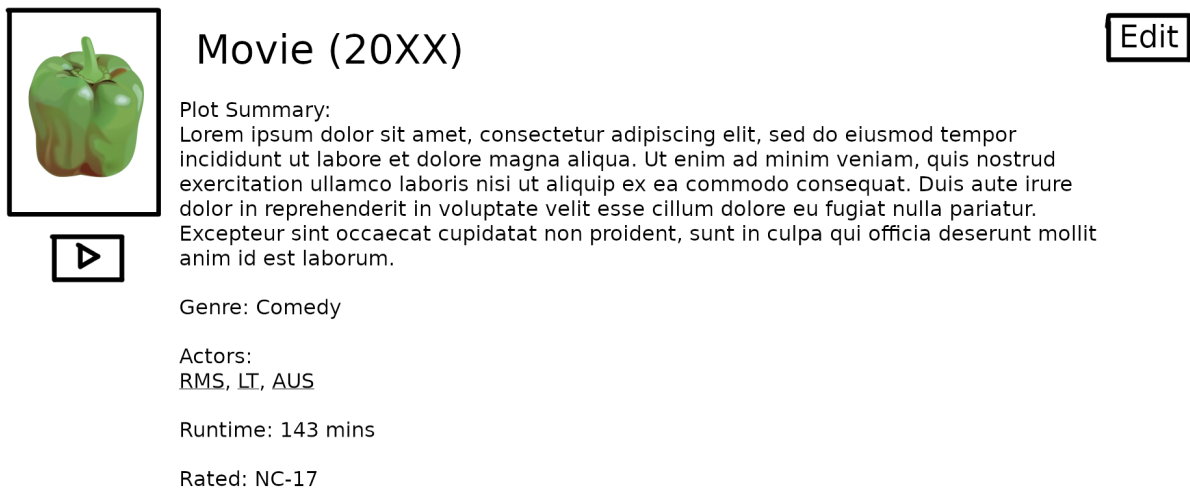 Movie (20XX)
Edit
Plot Summary:
Lorem ipsum dolor sit amet, consectetur adipiscing elit, sed do eiusmod tempor
incididunt ut labore et dolore magna aliqua. Ut enim ad minim veniam, quis nostrud
exercitation ullamco laboris nisi ut aliquip ex ea commodo consequat. Duis aute irure
dolor in reprehenderit in voluptate velit esse cillum dolore eu fugiat nulla pariatur.
Excepteur sint occaecat cupidatat non proident, sunt in culpa qui officia deserunt mollit
anim id est laborum.
Genre: Comedy
Actors:
RMS, LT, AUS
Runtime: 143 mins
Rated: NC-17